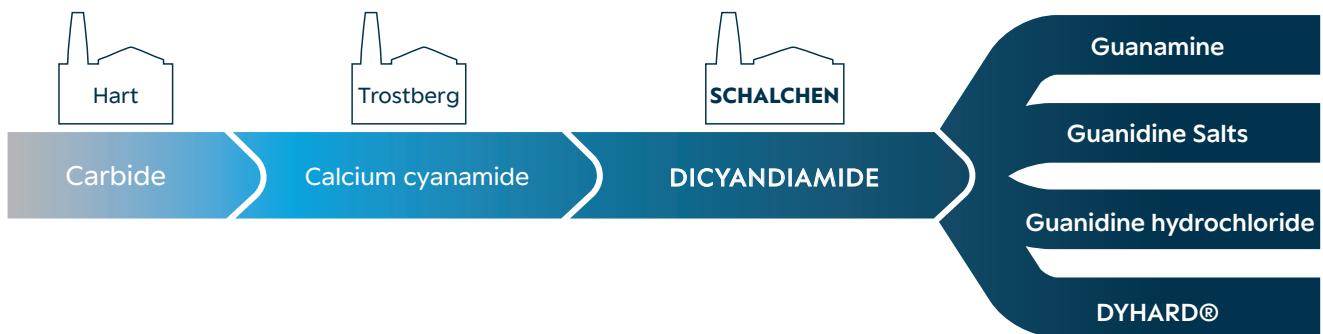 Hart
Trostberg
SCHALCHEN
Carbide
Calcium cyanamide
DICYANDIAMIDE
Guanamine
Guanidine Salts
Guanidine hydrochloride
DYHARD®